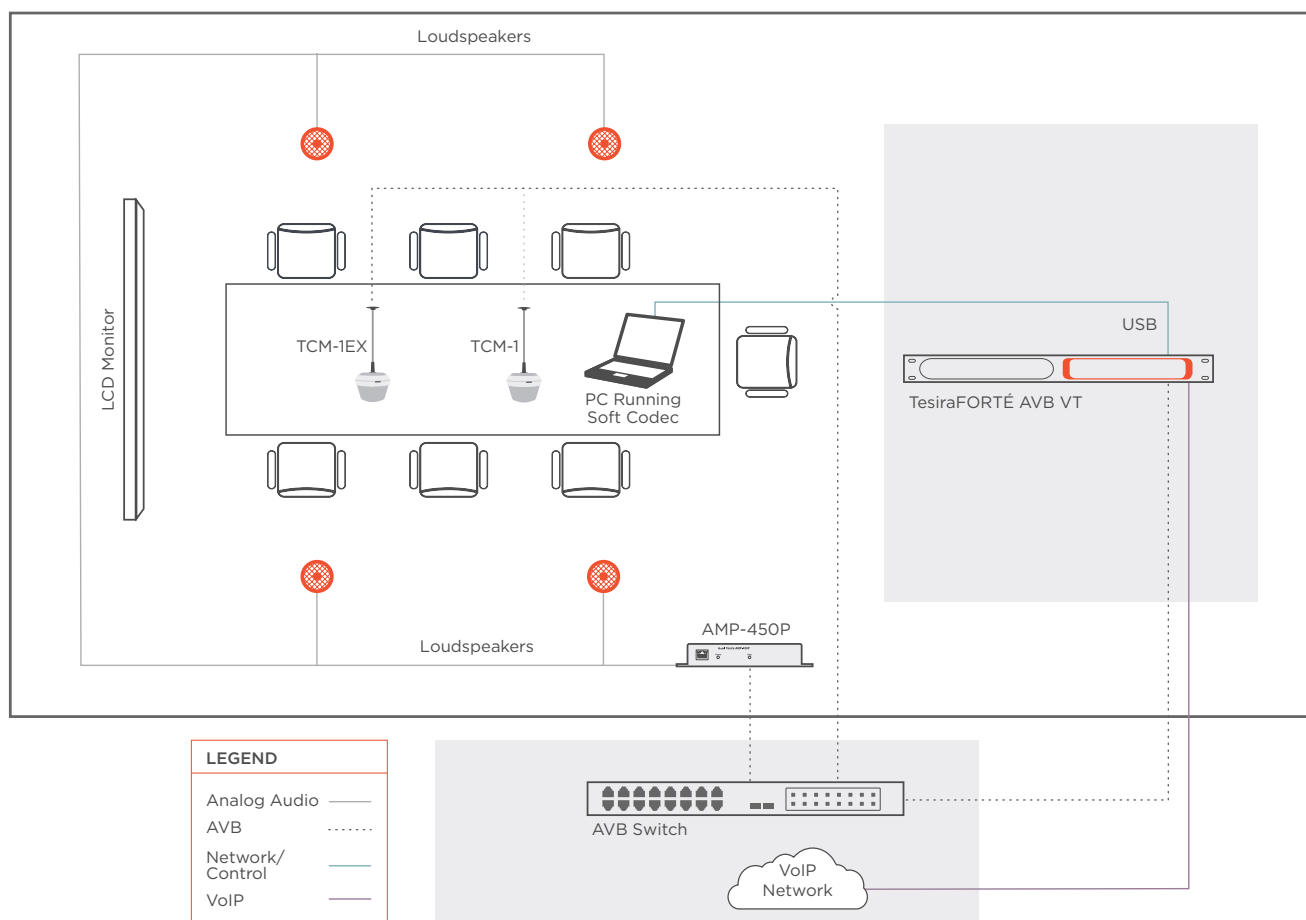 Loudspeakers
LCD Monitor
TCM-1EX
TCM-1
PC Running
Soft Codec
USB
TesiraFORTÉ AVB VT
Loudspeakers
AMP-450P
AVB Switch
VoIP
Network
LEGEND
Analog Audio
AVB
Network/
Control
VoIP